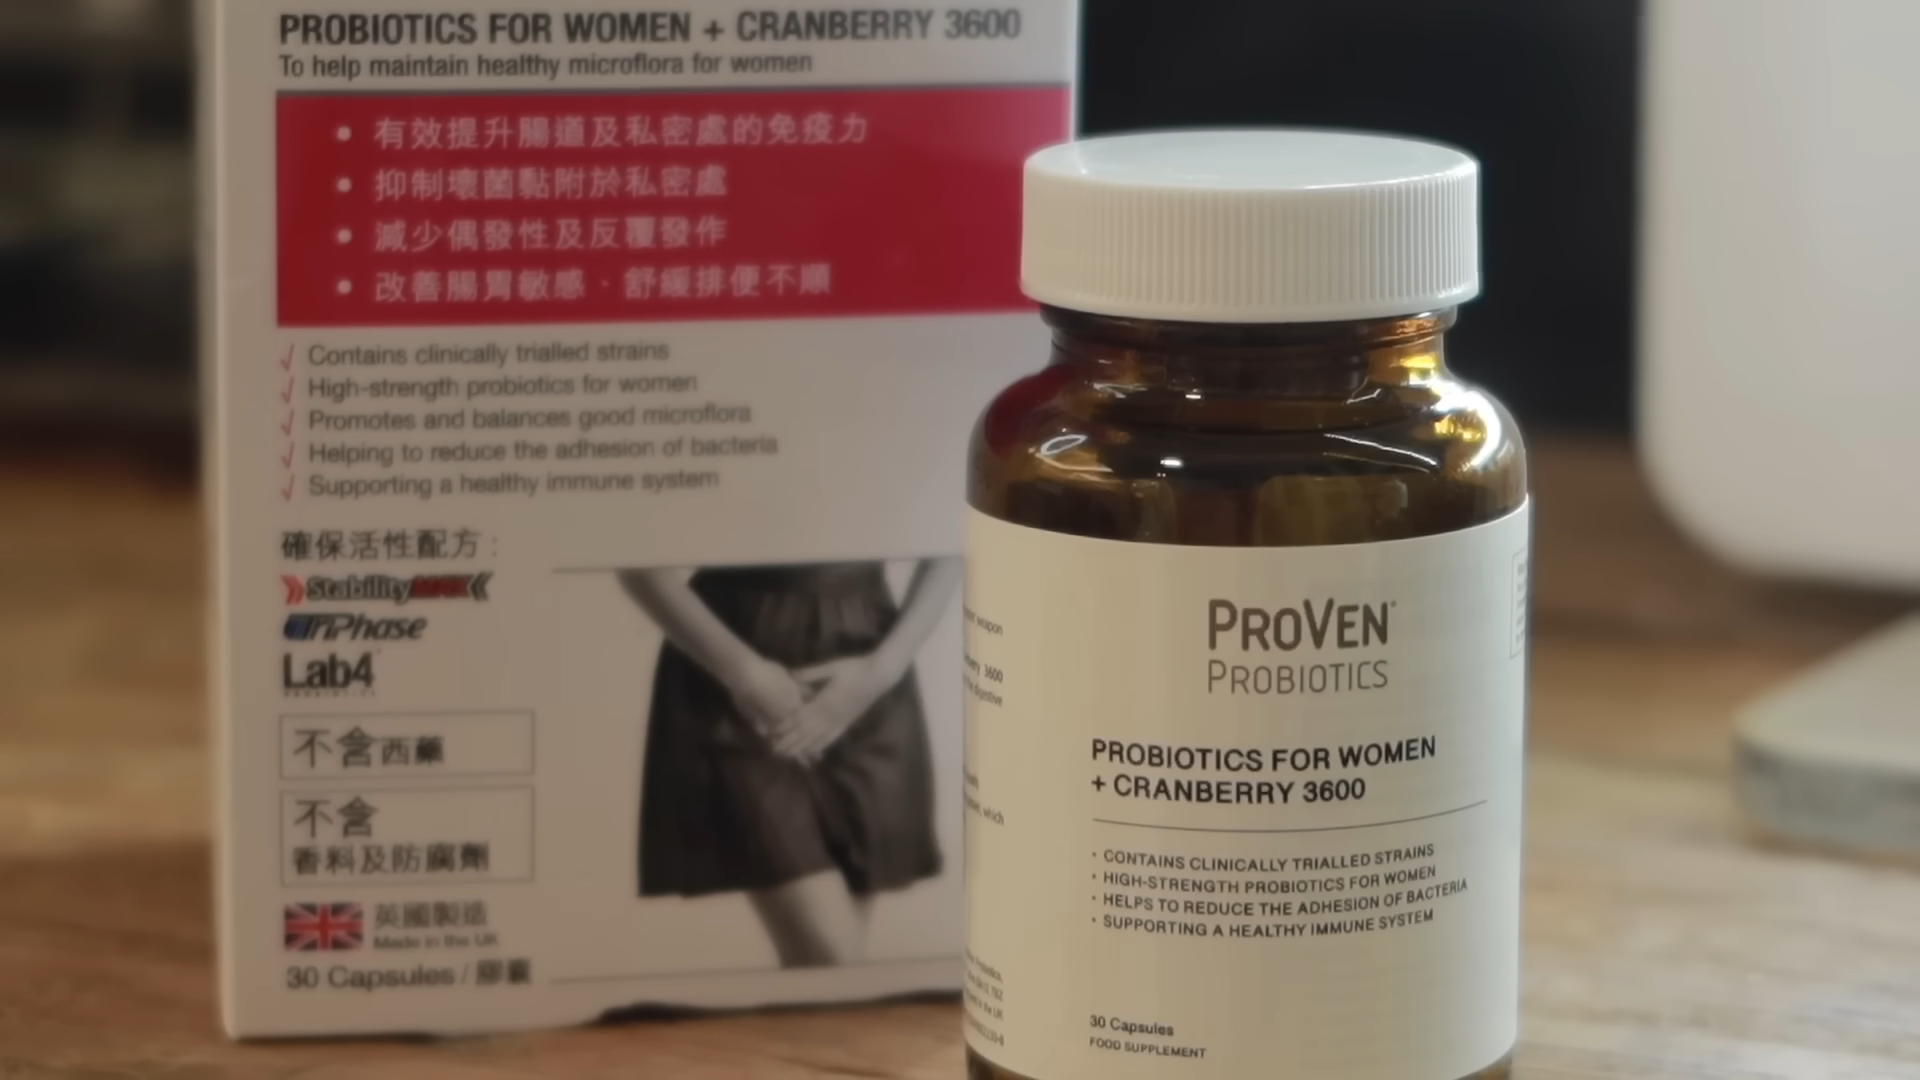 PROBIOTICS FOR WOMEN + CRANBERRY 3600
To help maintain healthy microflora for women
• 有效提升腸道及私密處的免疫力
• 抑制壞菌黏附於私密處
• 減少偶發性及反覆發作
• 改善腸胃敏感、舒緩排便不順
√ Contains clinically trialled strains
√ High-strength probiotics for women
√ Promotes and balances good microflora
√ Helping to reduce the adhesion of bacteria
√ Supporting a healthy immune system
確保活性配方:
StabilityMAX
TriPhase
Lab4
PROBIOTICS
不含西藥
不含
香料及防腐劑
英國製造
Made in the UK
30 Capsules / 膠囊
weapon
3600
digestive
which
PROVEN
PROBIOTICS
PROBIOTICS FOR WOMEN
+ CRANBERRY 3600
• CONTAINS CLINICALLY TRIALLED STRAINS
• HIGH-STRENGTH PROBIOTICS FOR WOMEN
• HELPS TO REDUCE THE ADHESION OF BACTERIA
• SUPPORTING A HEALTHY IMMUNE SYSTEM
30 Capsules
FOOD SUPPLEMENT